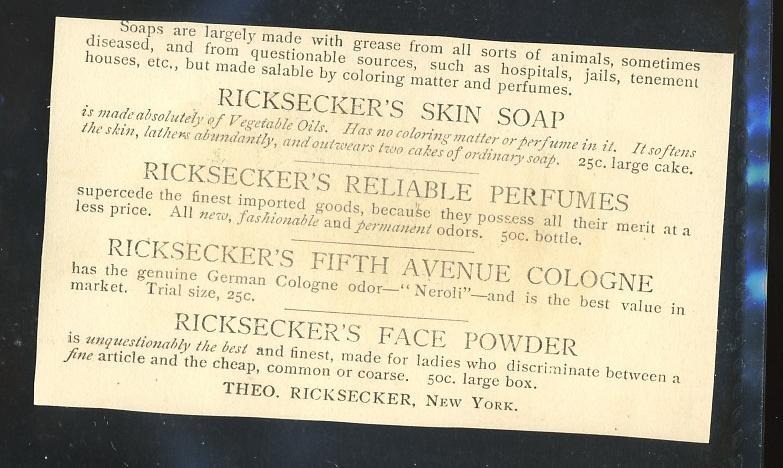 Soaps are largely made with grease from all sorts of animals, sometimes
diseased, and from questionable sources, such as hospitals, jails, tenement
houses, etc., but made salable by coloring matter and perfumes.
RICKSECKER'S SKIN SOAP
is made absolutely of Vegetable Oils. Has no coloring matter or perfume in it. It softens
the skin, lathers abundantly, and outwears two cakes of ordinary soap. 25c. large cake.
RICKSECKER'S RELIABLE PERFUMES
supercede the finest imported goods, because they possess all their merit at a
less price. All new, fashionable and permanent odors. 50c. bottle.
RICKSECKER'S FIFTH AVENUE COLOGNE
has the genuine German Cologne odor—"Neroli"—and is the best value in
market. Trial size, 25c.
RICKSECKER'S FACE POWDER
is unquestionably the best and finest, made for ladies who discriminate between a
fine article and the cheap, common or coarse. 50c. large box.
THEO. RICKSECKER, NEW YORK.